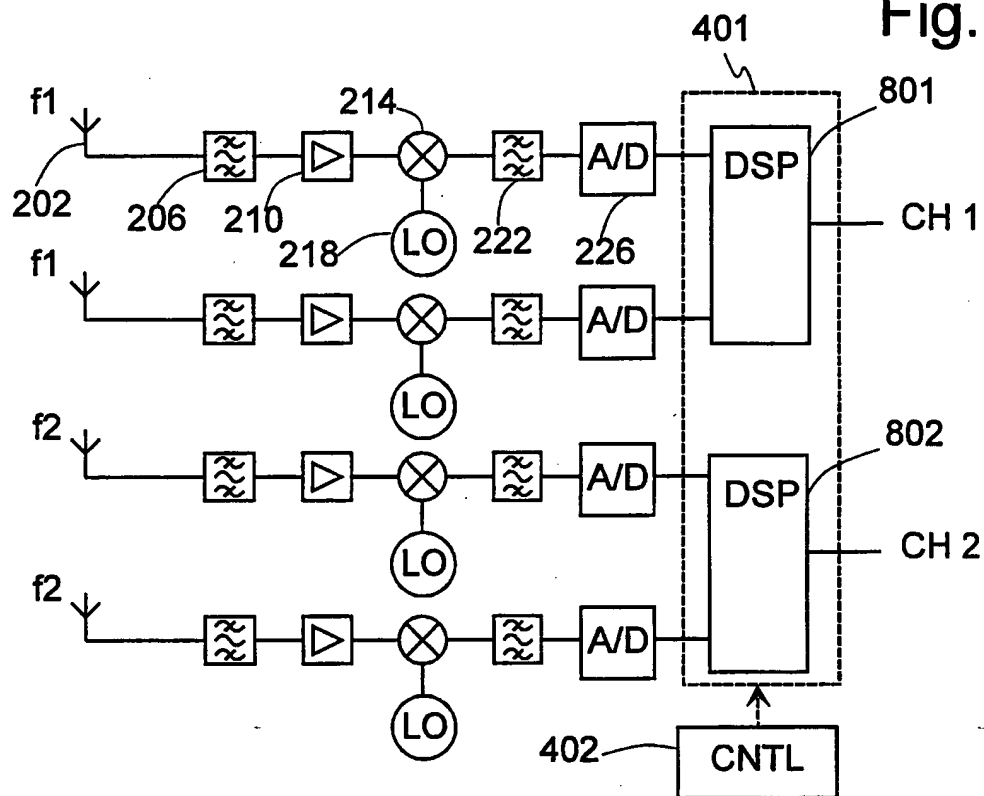 Fig.
401
f1
214
801
A/D
DSP
202
206
210
218
LO
222
226
CH 1
f1
A/D
LO
f2
802
A/D
DSP
LO
CH 2
f2
A/D
LO
402
CNTL